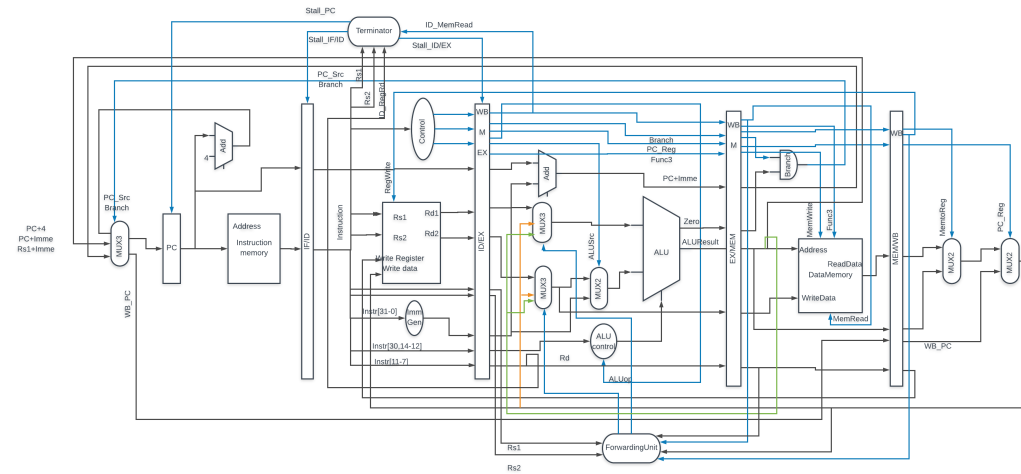 Stall_PC
Terminator
ID_MemRead
Stall_IF/ID
Stall_ID/EX
PC_Src
Branch
Rs1
Rs2
ID_RegRd
WB
M
EX
Control
Add
4
RegWrite
Branch
PC_Reg
Func3
WB
M
Branch
WB
MemtoReg
PC_Reg
PC_Src
Branch
PC+4
PC+Imme
Rs1+Imme
MUX3
PC
Address
Instruction
memory
IF/ID
Instruction
Rs1
Rs2
Rd1
Rd2
Write Register
Write data
ID/EX
Add
PC+Imme
MUX3
MUX3
ALUSrc
MUX2
ALU
Zero
ALUResult
EX/MEM
MemWrite
Func3
Address
ReadData
DataMemory
WriteData
MemRead
MEM/WB
MUX2
MUX2
WB_PC
WB_PC
Instr[31-0]
Imm
Gen
Instr[30,14-12]
Instr[11-7]
ALU
control
Rd
ALUop
ForwardingUnit
Rs1
Rs2